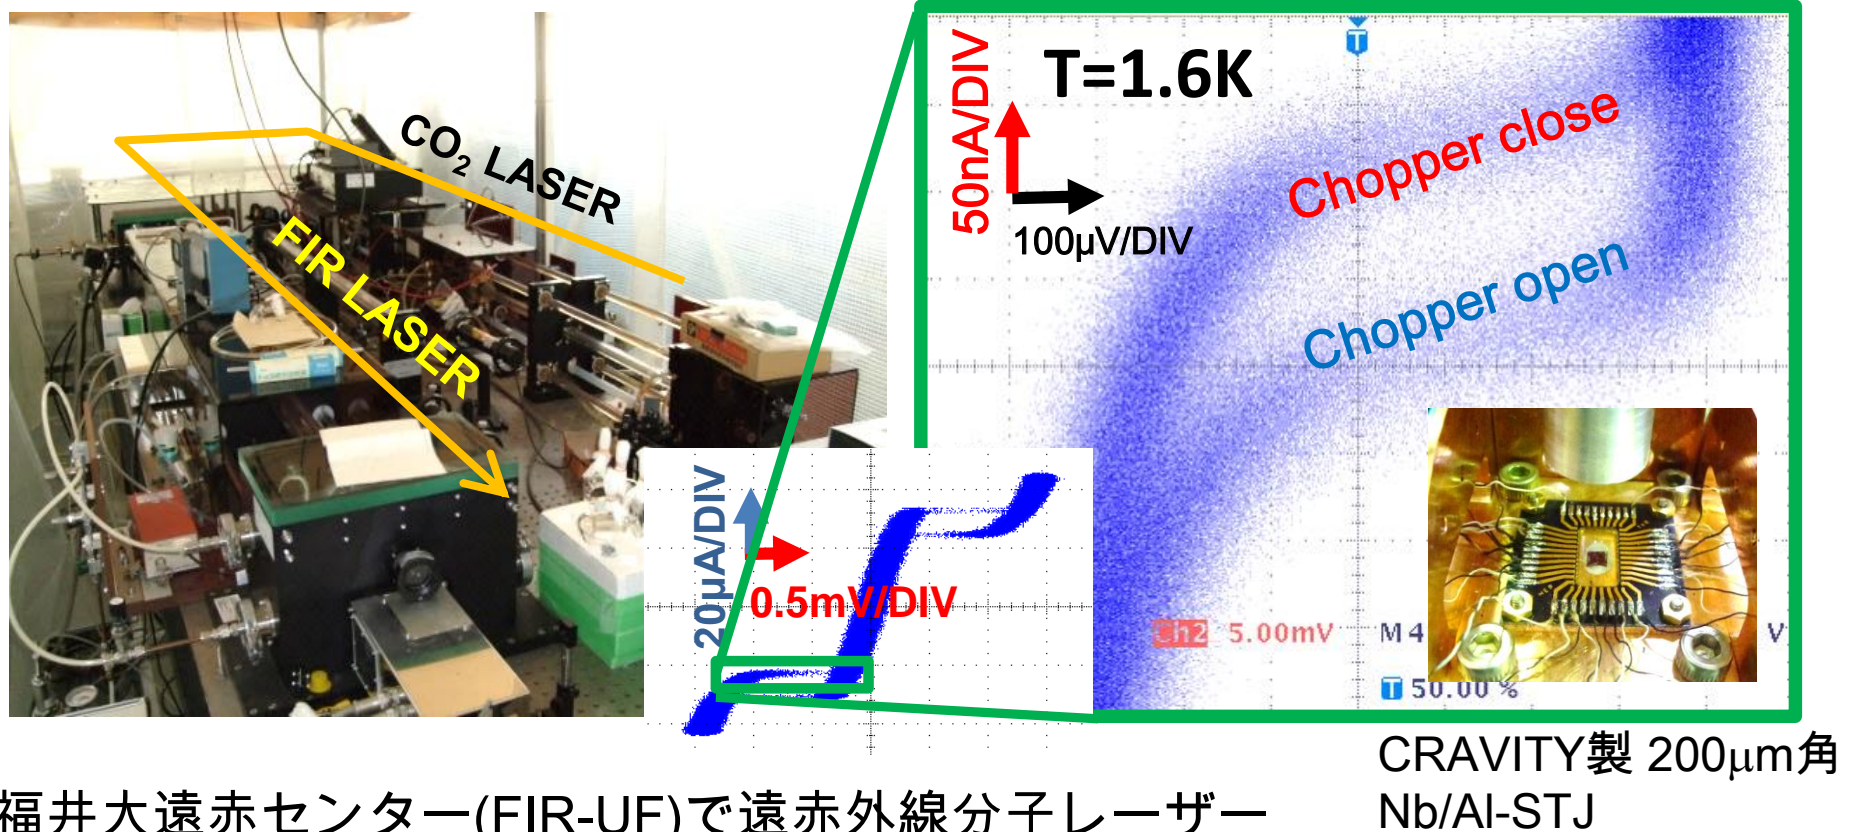 CO2 LASER
FIR LASER
50nA/DIV
T=1.6K
100μV/DIV
Chopper close
Chopper open
20μA/DIV
0.5mV/DIV
Ch2 5.00mV M 4 V
50.00 %
CRAVITY製 200μm角
Nb/Al-STJ
福井大遠赤センター(FIR-UF)で遠赤外線分子レーザー